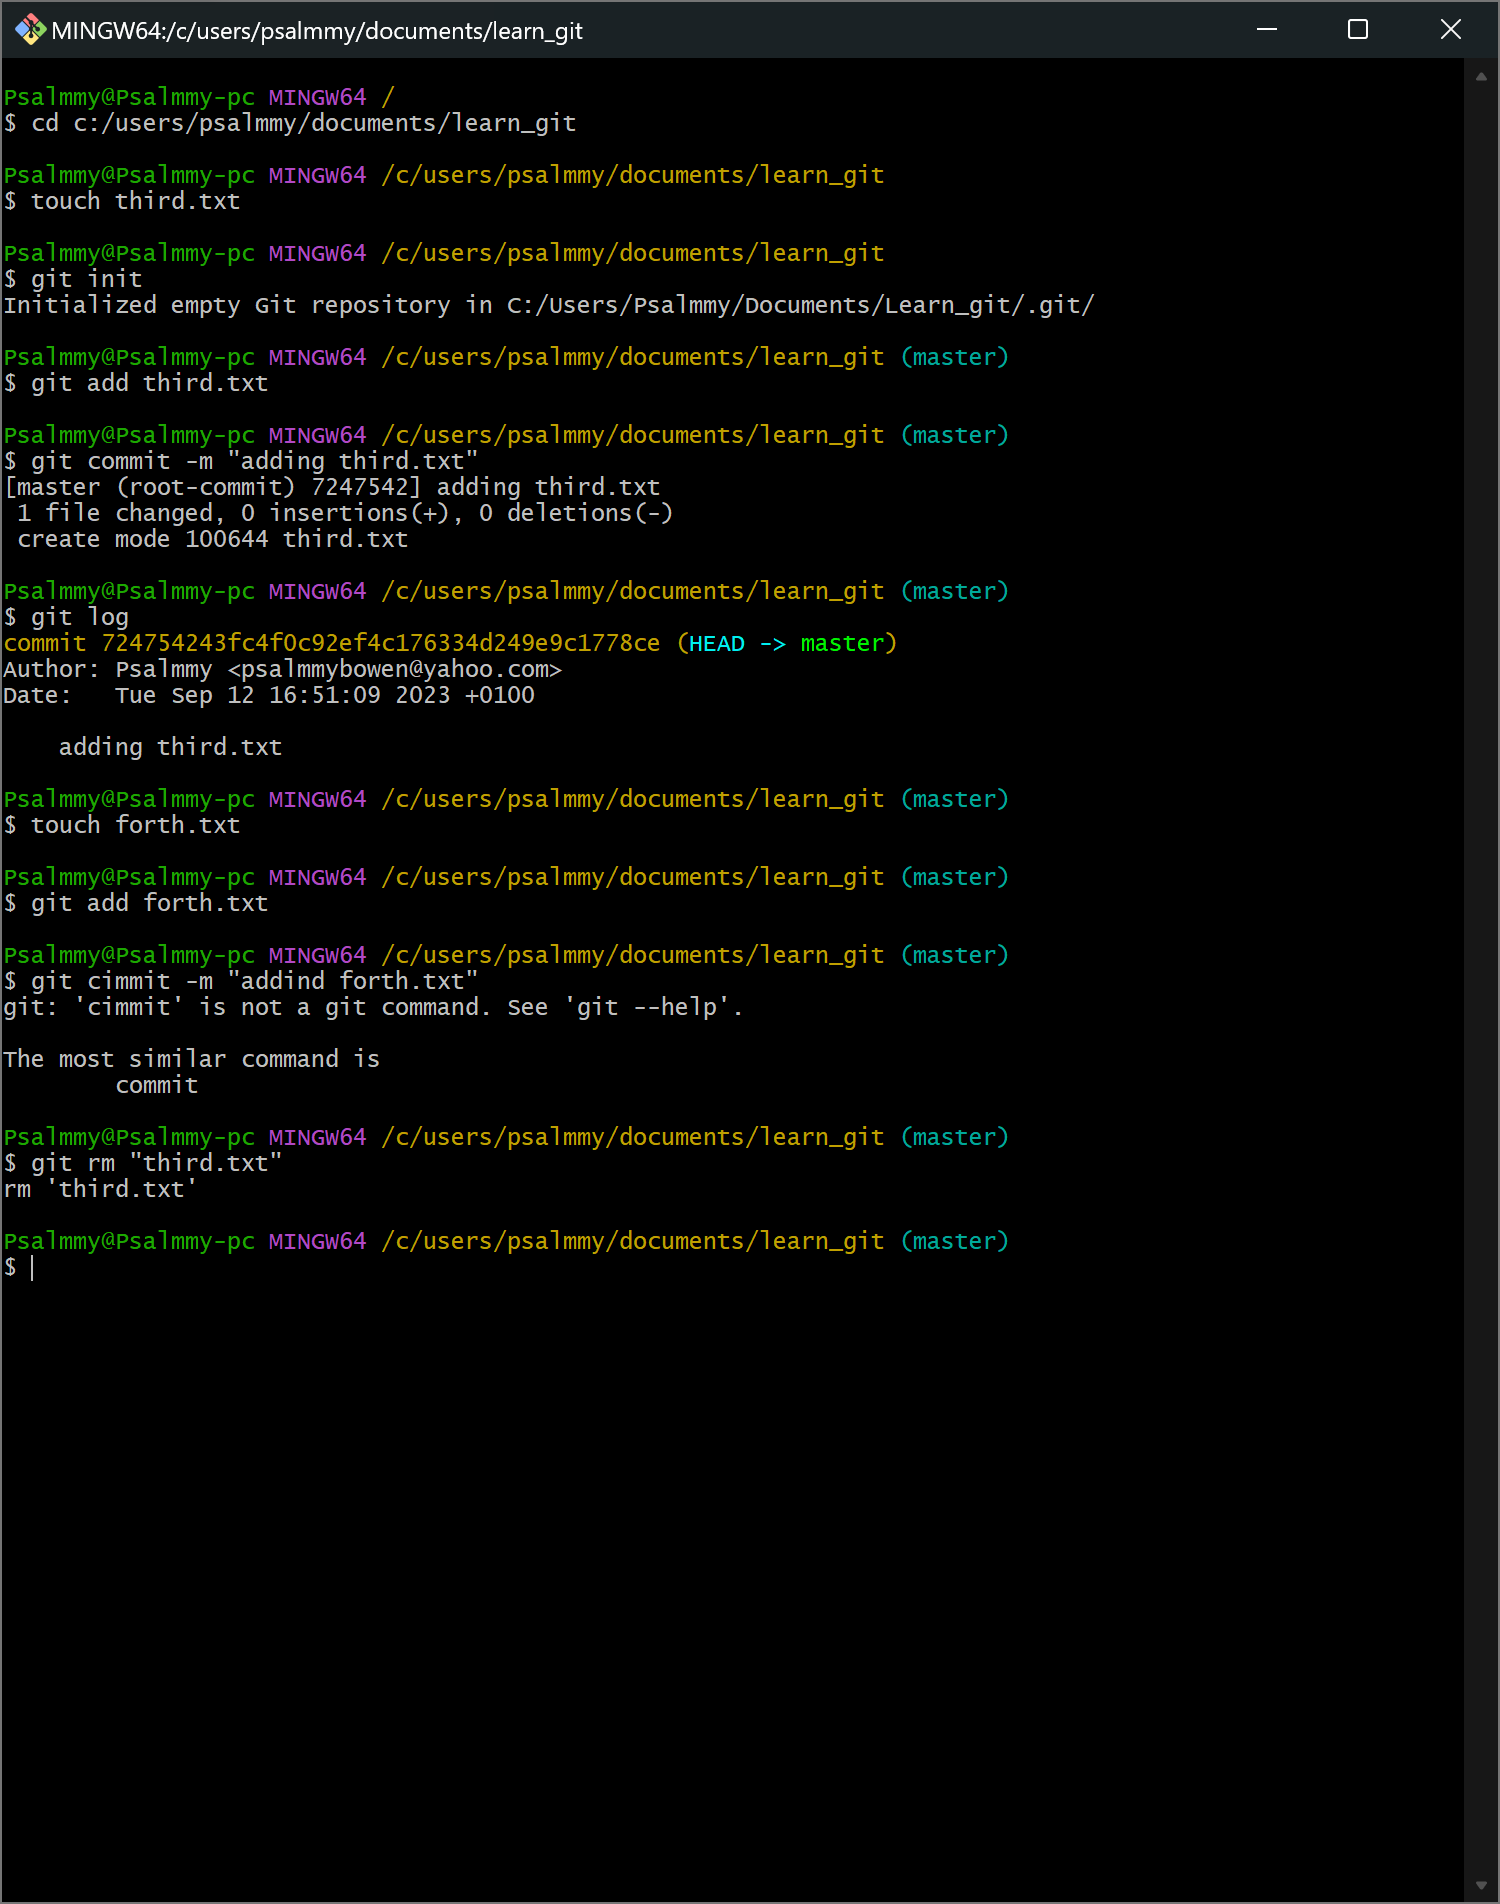 MINGW64:/c/users/psalmmy/documents/learn_git
Psalmmy@Psalmmy-pc MINGW64 /
$ cd c:/users/psalmmy/documents/learn_git
Psalmmy@Psalmmy-pc MINGW64 /c/users/psalmmy/documents/learn_git
$ touch third.txt
Psalmmy@Psalmmy-pc MINGW64 /c/users/psalmmy/documents/learn_git
$ git init
Initialized empty Git repository in C:/Users/Psalmmy/Documents/Learn_git/.git/
Psalmmy@Psalmmy-pc MINGW64 /c/users/psalmmy/documents/learn_git (master)
$ git add third.txt
Psalmmy@Psalmmy-pc MINGW64 /c/users/psalmmy/documents/learn_git (master)
$ git commit -m "adding third.txt"
[master (root-commit) 7247542] adding third.txt
 1 file changed, 0 insertions(+), 0 deletions(-)
 create mode 100644 third.txt
Psalmmy@Psalmmy-pc MINGW64 /c/users/psalmmy/documents/learn_git (master)
$ git log
commit 724754243fc4f0c92ef4c176334d249e9c1778ce (HEAD -> master)
Author: Psalmmy <psalmmybowen@yahoo.com>
Date:   Tue Sep 12 16:51:09 2023 +0100
    adding third.txt
Psalmmy@Psalmmy-pc MINGW64 /c/users/psalmmy/documents/learn_git (master)
$ touch forth.txt
Psalmmy@Psalmmy-pc MINGW64 /c/users/psalmmy/documents/learn_git (master)
$ git add forth.txt
Psalmmy@Psalmmy-pc MINGW64 /c/users/psalmmy/documents/learn_git (master)
$ git cimmit -m "addind forth.txt"
git: 'cimmit' is not a git command. See 'git --help'.
The most similar command is
        commit
Psalmmy@Psalmmy-pc MINGW64 /c/users/psalmmy/documents/learn_git (master)
$ git rm "third.txt"
rm 'third.txt'
Psalmmy@Psalmmy-pc MINGW64 /c/users/psalmmy/documents/learn_git (master)
$